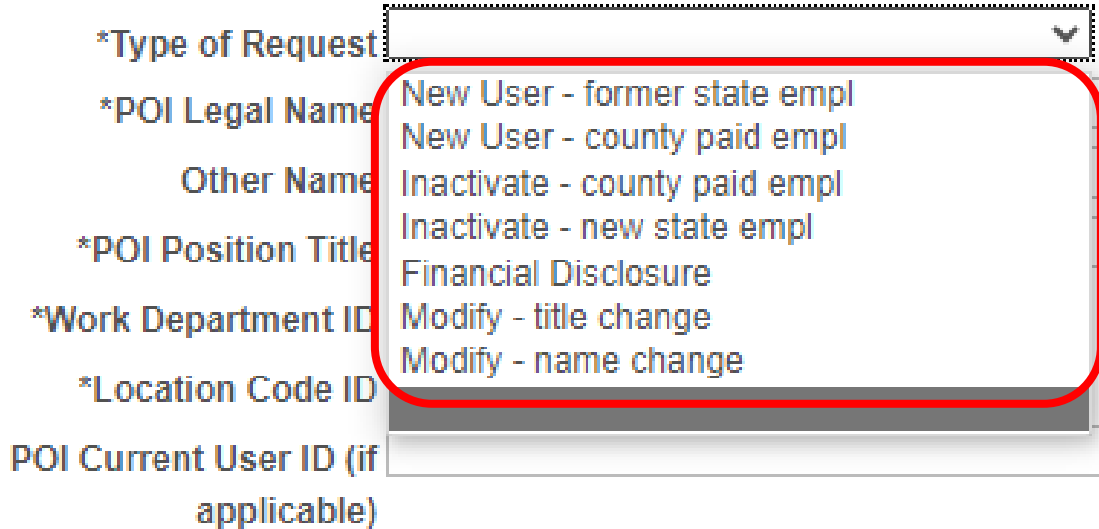 *Type of Request
*POI Legal Name
Other Name
*POI Position Title
*Work Department ID
*Location Code ID
POI Current User ID (if
applicable)
New User - former state empl
New User - county paid empl
Inactivate - county paid empl
Inactivate - new state empl
Financial Disclosure
Modify - title change
Modify - name change